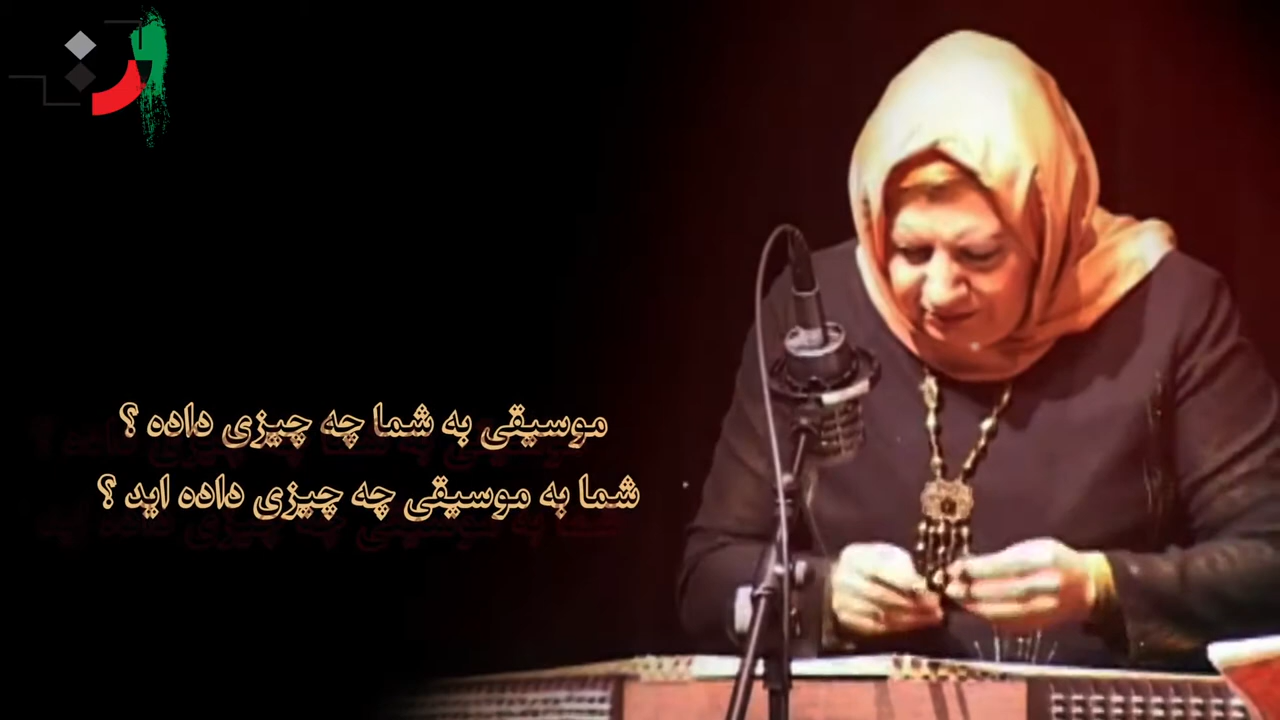 موسیقی به شما چه چیزی داده ؟
شما به موسیقی چه چیزی داده اید ؟